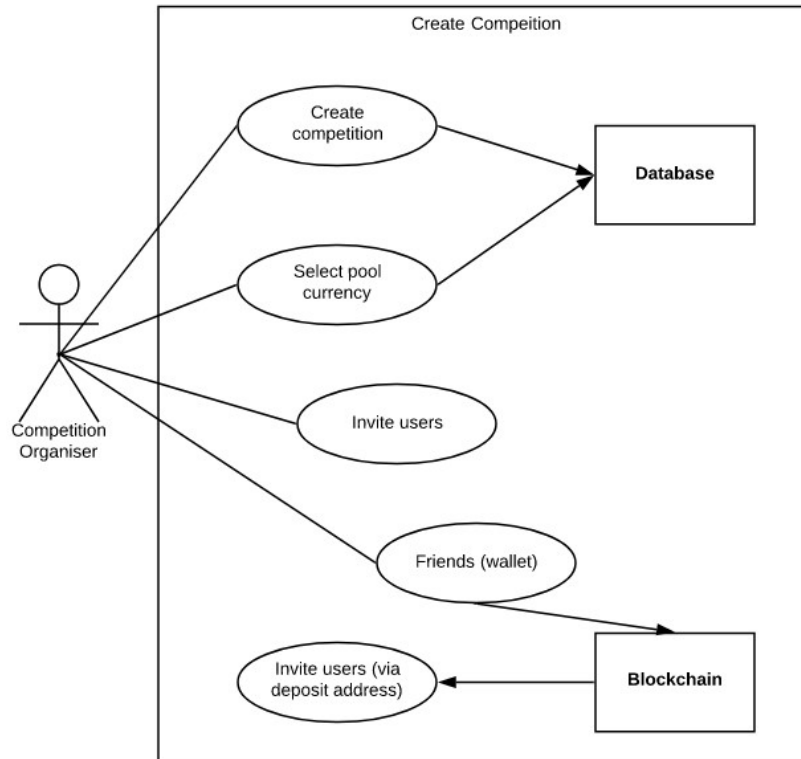 Create Compeition
Create
competition
Database
Select pool
currency
Competition
Organiser
Invite users
Friends (wallet)
Invite users (via
deposit address)
Blockchain